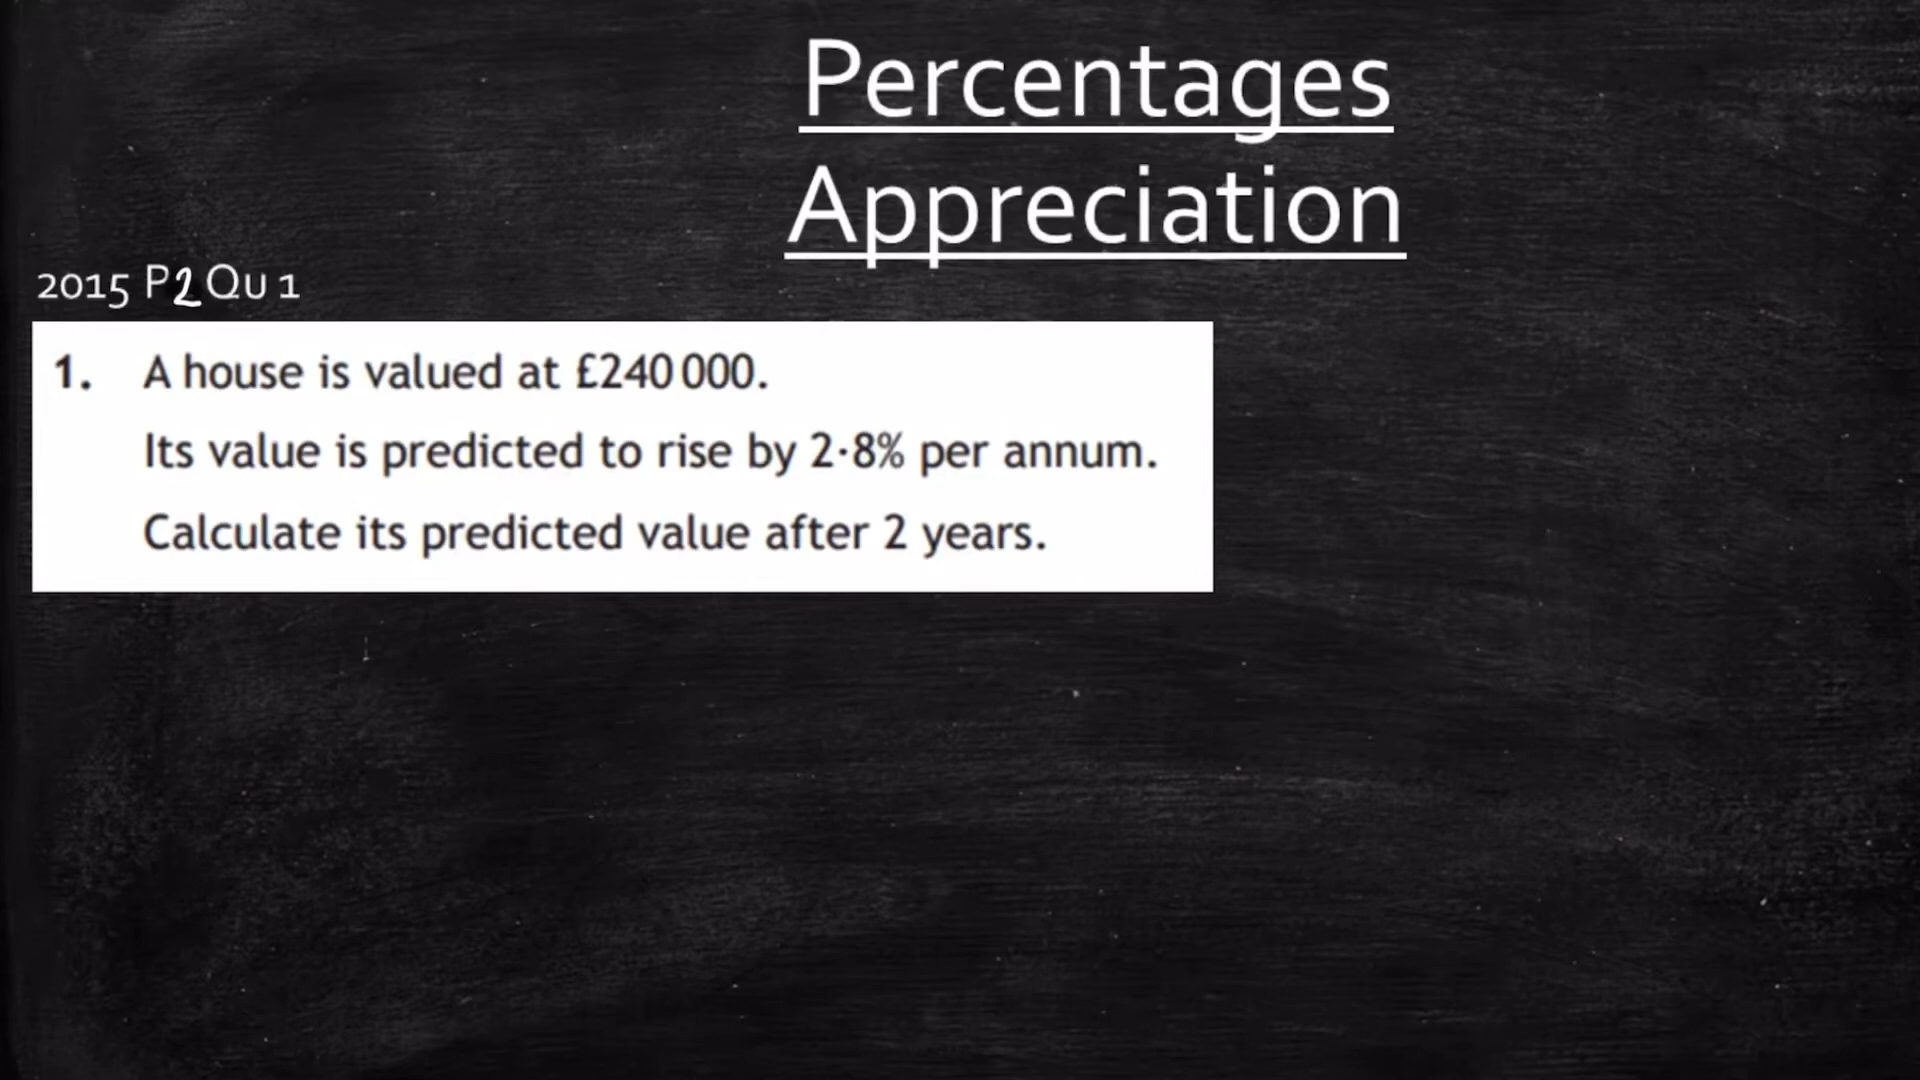 Percentages
Appreciation
2015 P2 Qu 1
1. A house is valued at £240 000.
Its value is predicted to rise by 2·8% per annum.
Calculate its predicted value after 2 years.